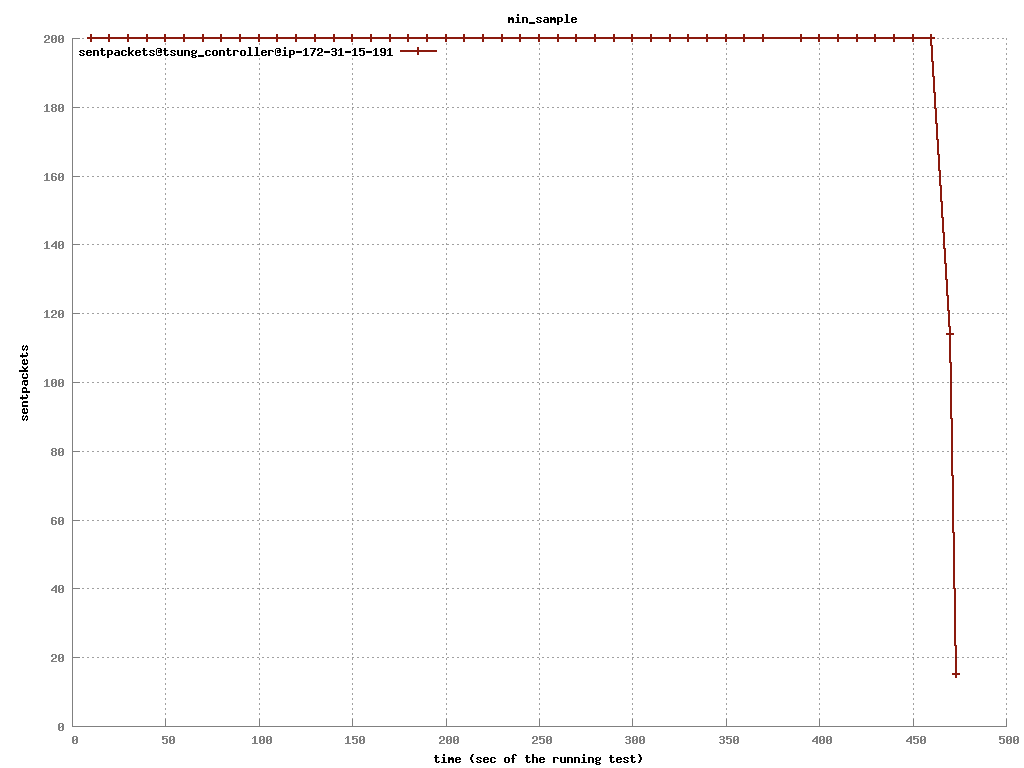 min_sample
200
sentpackets@tsung_controller@ip-172-31-15-191
180
160
140
120
sentpackets
100
80
60
40
20
0
0 50 100 150 200 250 300 350 400 450 500
time (sec of the running test)